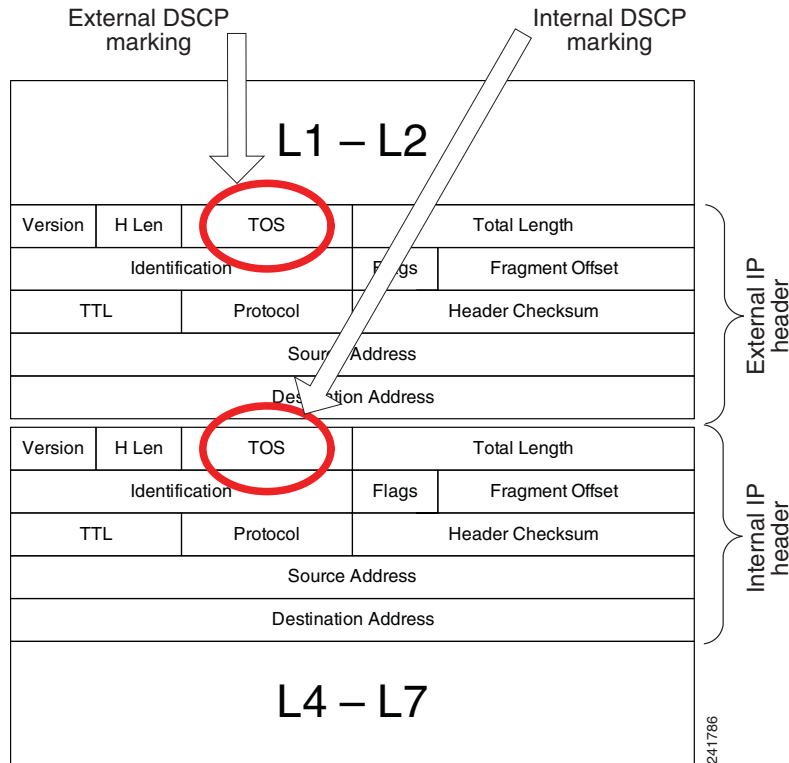 External DSCP
marking
Internal DSCP
marking
L1 – L2
Version H Len TOS Total Length
Identification Flags Fragment Offset
TTL Protocol Header Checksum
Source Address
Destination Address
External IP
header
Version H Len TOS Total Length
Identification Flags Fragment Offset
TTL Protocol Header Checksum
Source Address
Destination Address
Internal IP
header
L4 – L7
241786